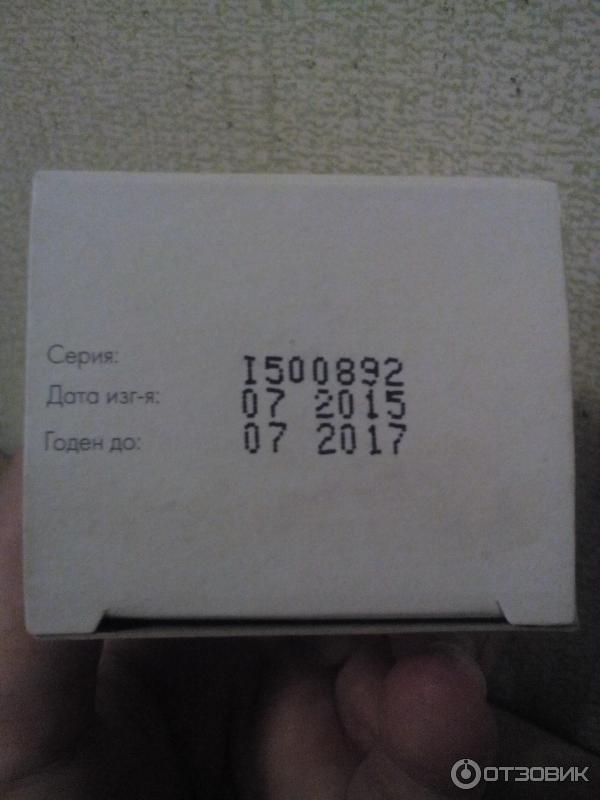 Серия: I500892
Дата изг-я: 07 2015
Годен до: 07 2017
ОТЗОВИК